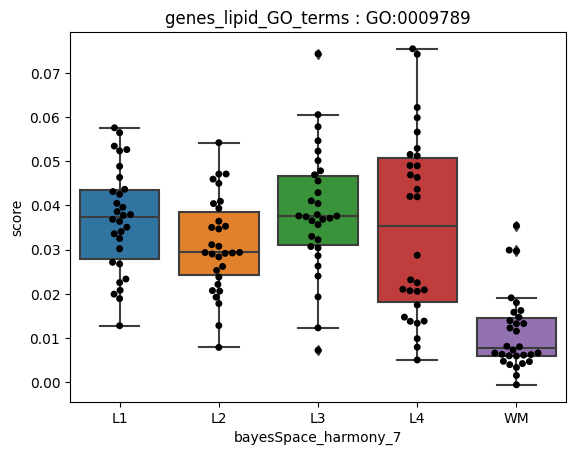 genes_lipid_GO_terms : GO:0009789
score
0.07
0.06
0.05
0.04
0.03
0.02
0.01
0.00
L1 L2 L3 L4 WM
bayesSpace_harmony_7